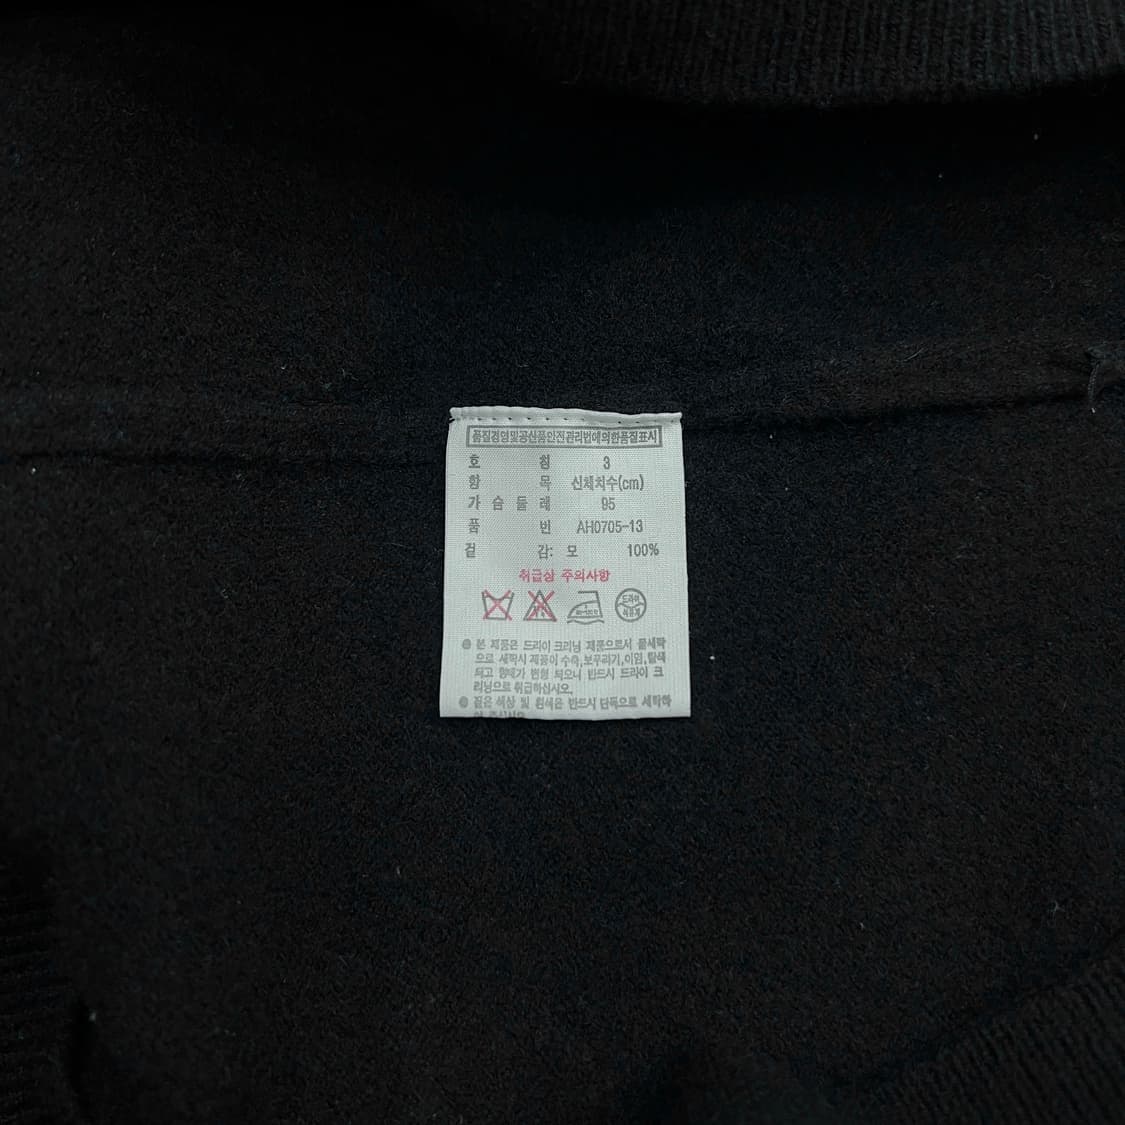 품질경영및공산품안전관리법에의한품질표시
호 칭 3
항 목 신체치수(cm)
가 슴 둘 레 95
품 번 AH0705-13
겉 감: 모 100%
취급상 주의사항
드라이
석유계
본 제품은 드라이 크리닝 제품으로서 물세탁
으로 세탁시 제품이 수축,보푸라기,이염,탈색
되고 형태가 변형 되오니 반드시 드라이 크
리닝으로 취급하십시오.
짙은 색상 및 흰색은 반드시 단독으로 세탁하